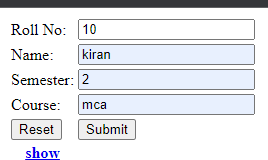 Roll No: 10
Name: kiran
Semester: 2
Course: mca
Reset Submit
show